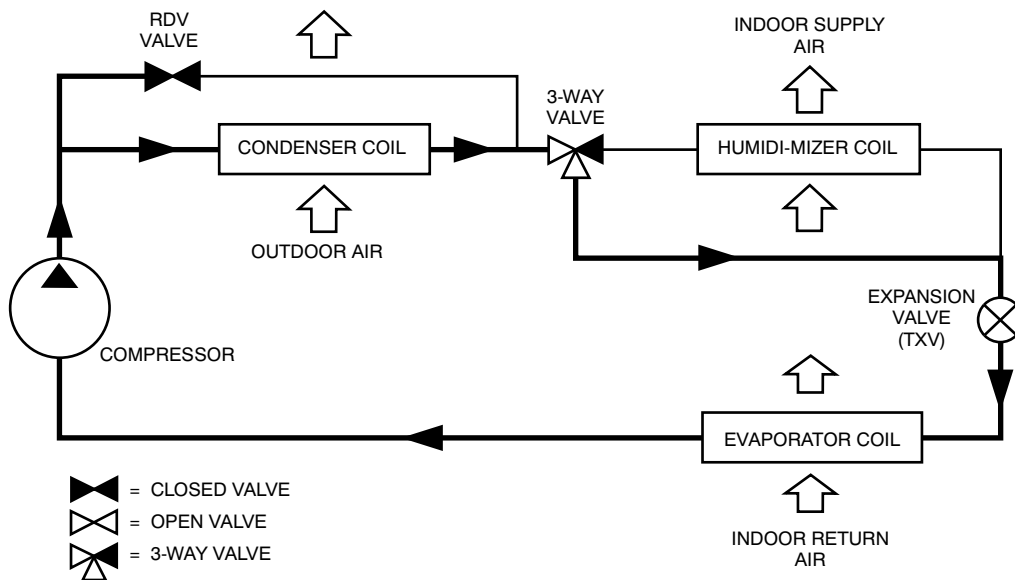 RDV
VALVE
INDOOR SUPPLY
AIR
3-WAY
VALVE
CONDENSER COIL
HUMIDI-MIZER COIL
OUTDOOR AIR
EXPANSION
VALVE
(TXV)
COMPRESSOR
EVAPORATOR COIL
= CLOSED VALVE
= OPEN VALVE
= 3-WAY VALVE
INDOOR RETURN
AIR